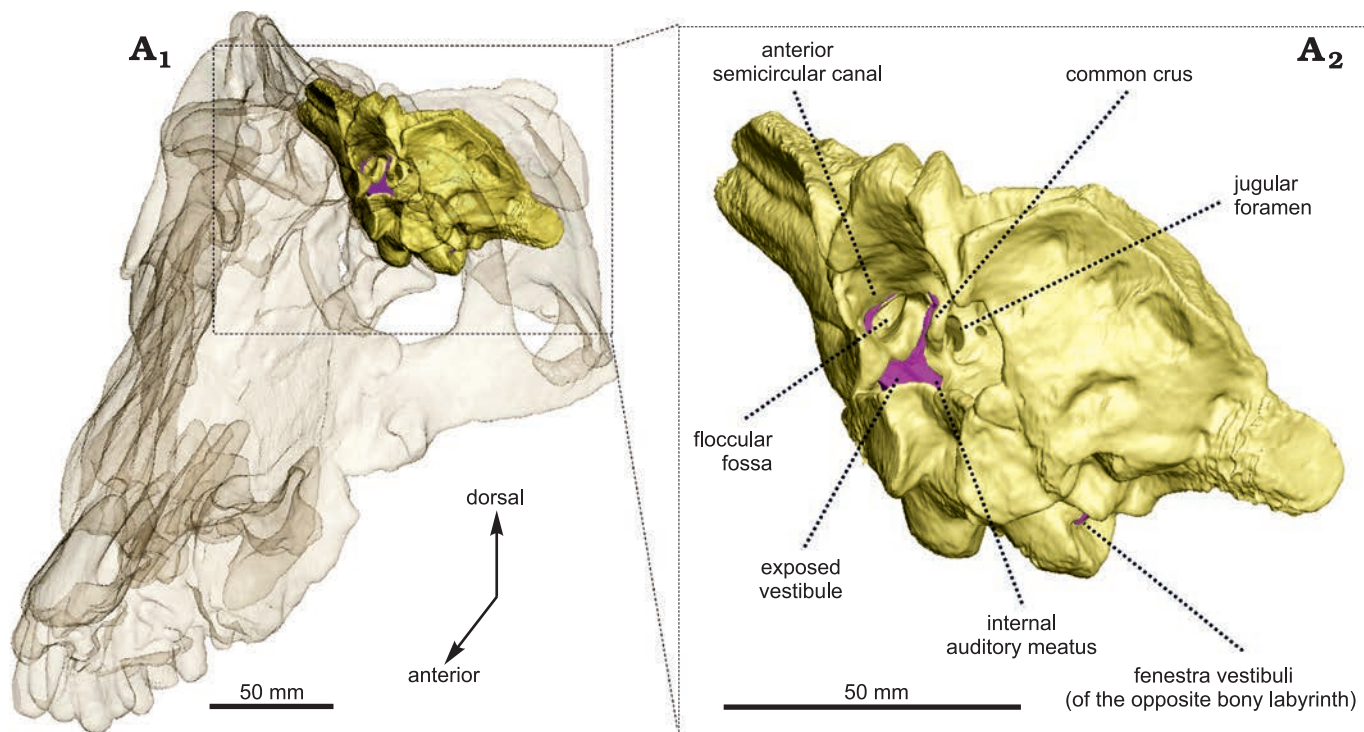 A1
dorsal
anterior
50 mm
A2
anterior
semicircular canal
common crus
jugular
foramen
floccular
fossa
exposed
vestibule
internal
auditory meatus
fenestra vestibuli
(of the opposite bony labyrinth)
50 mm